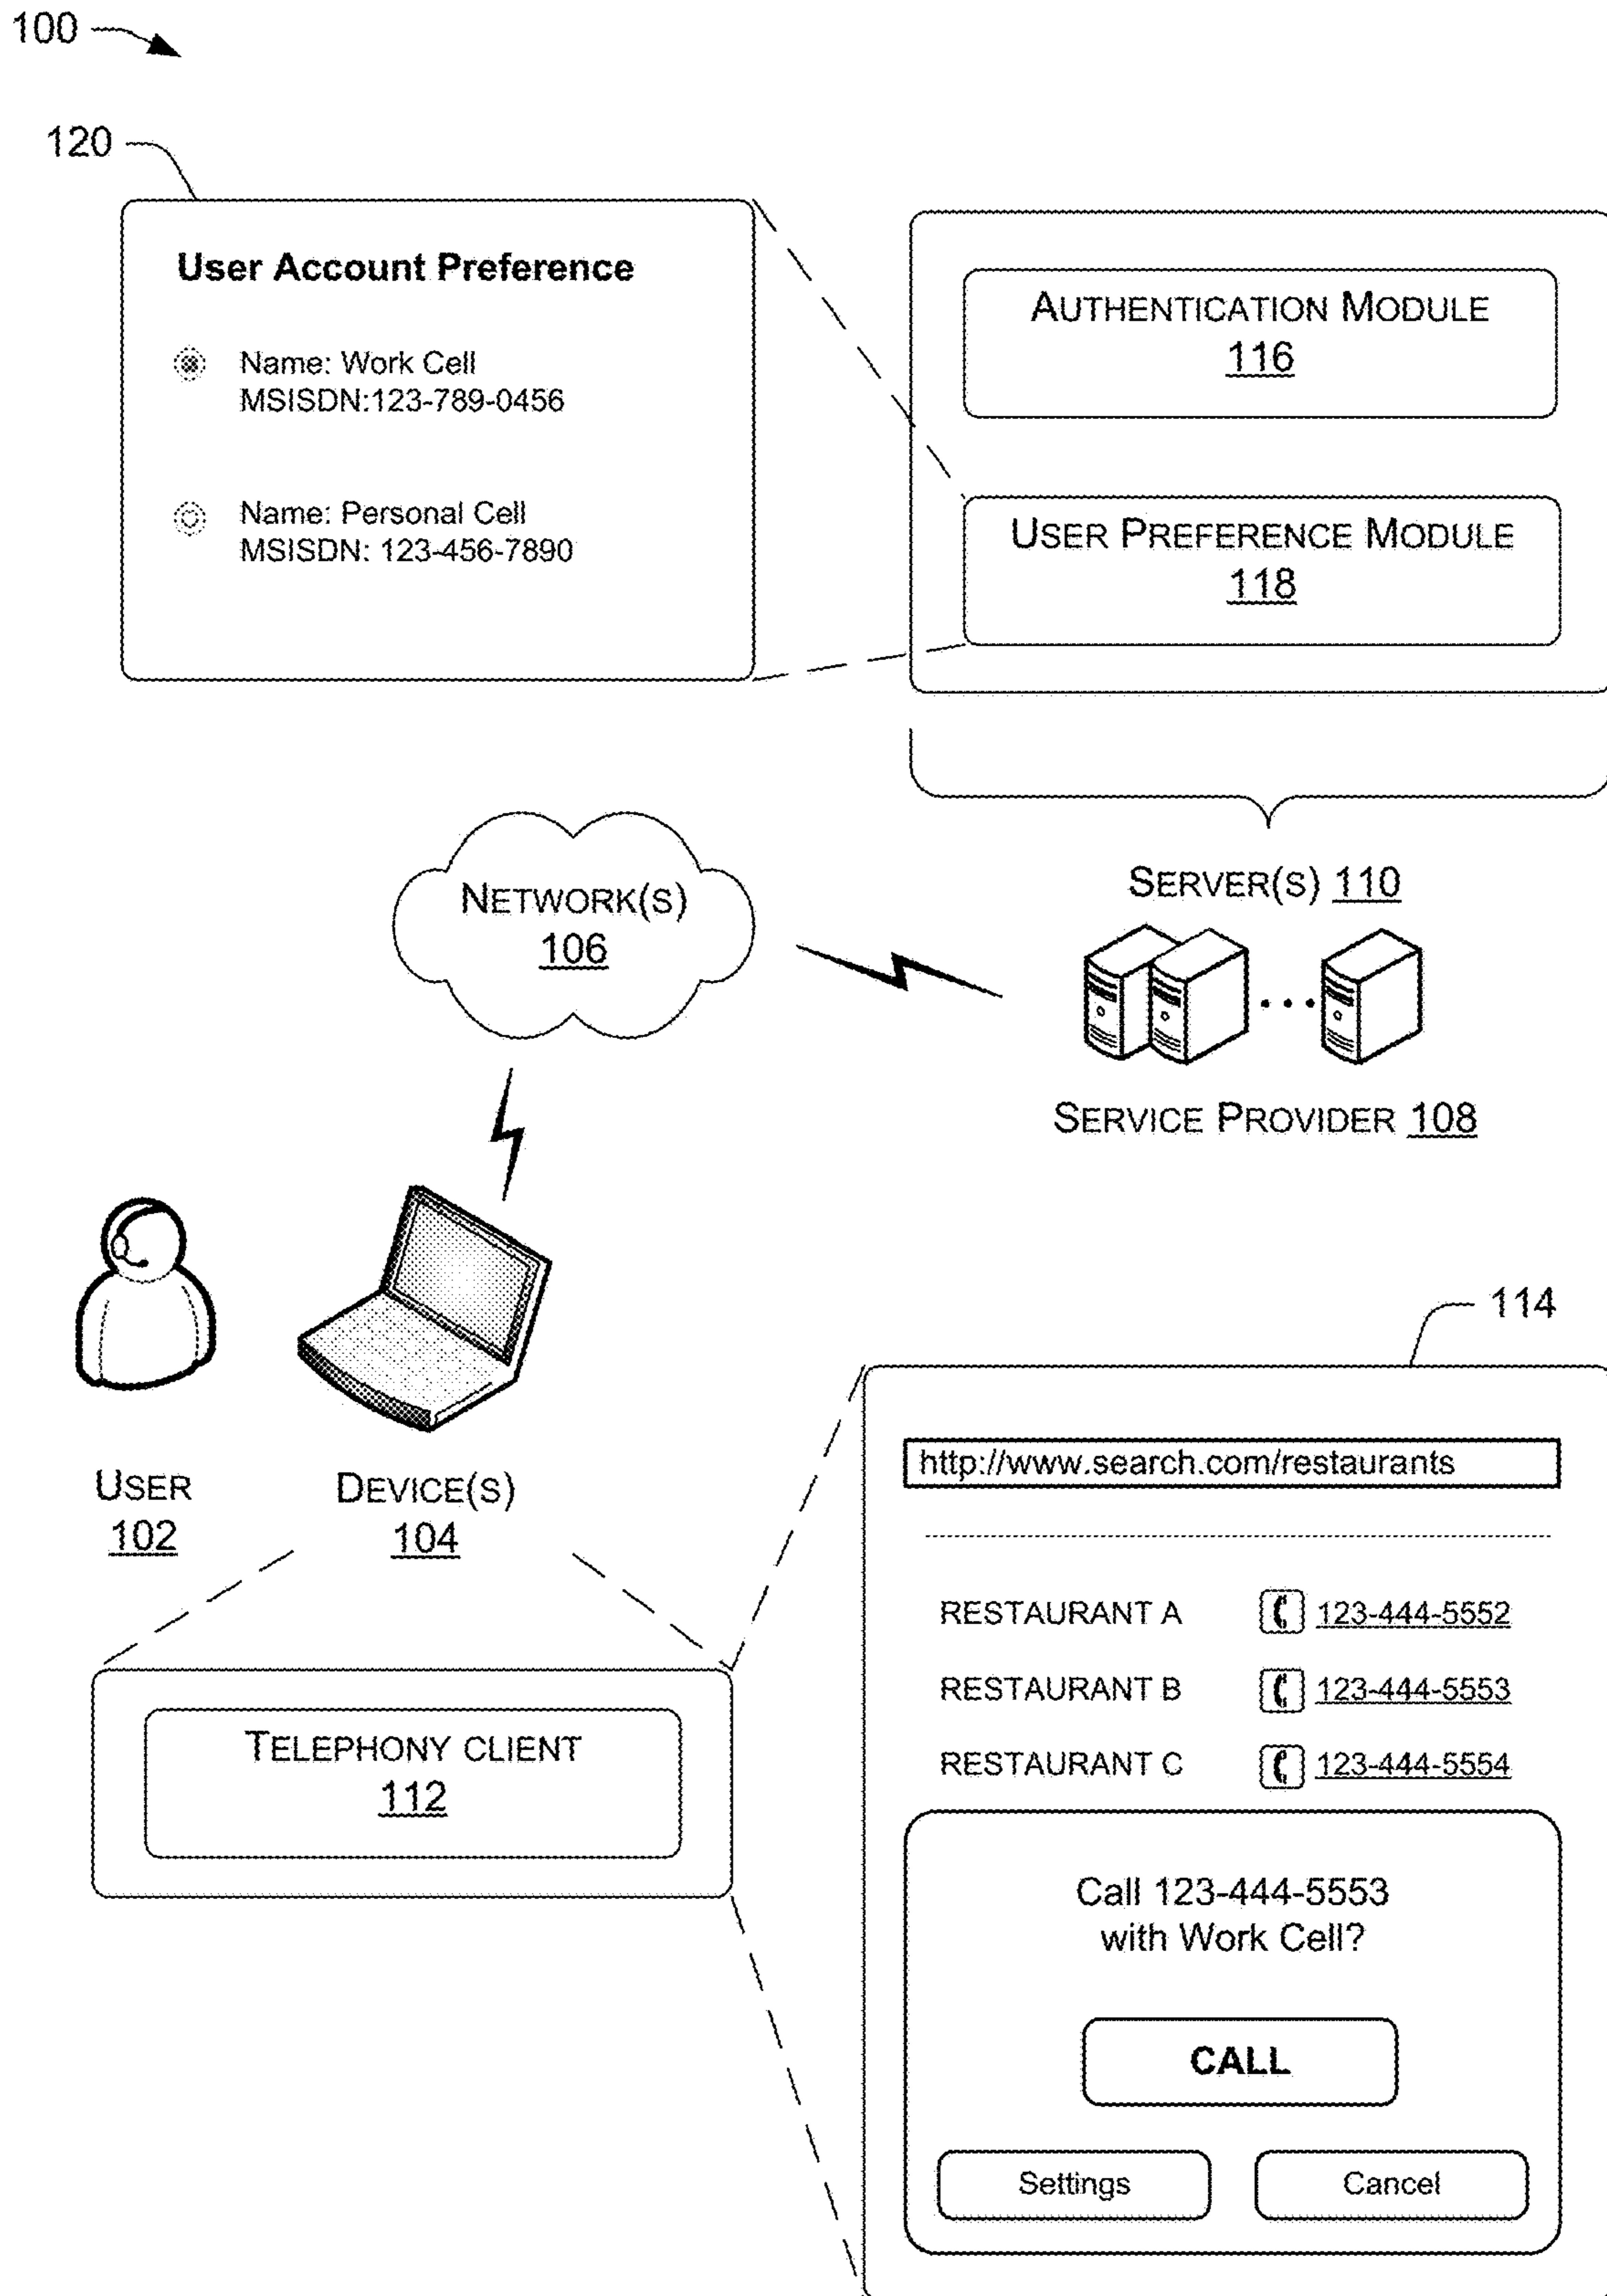 100
120
User Account Preference
Name: Work Cell
MSISDN:123-789-0456
Name: Personal Cell
MSISDN: 123-456-7890
AUTHENTICATION MODULE
116
USER PREFERENCE MODULE
118
NETWORK(S)
106
SERVER(S) 110
SERVICE PROVIDER 108
USER
102
DEVICE(S)
104
TELEPHONY CLIENT
112
114
http://www.search.com/restaurants
RESTAURANT A 123-444-5552
RESTAURANT B 123-444-5553
RESTAURANT C 123-444-5554
Call 123-444-5553
with Work Cell?
CALL
Settings Cancel